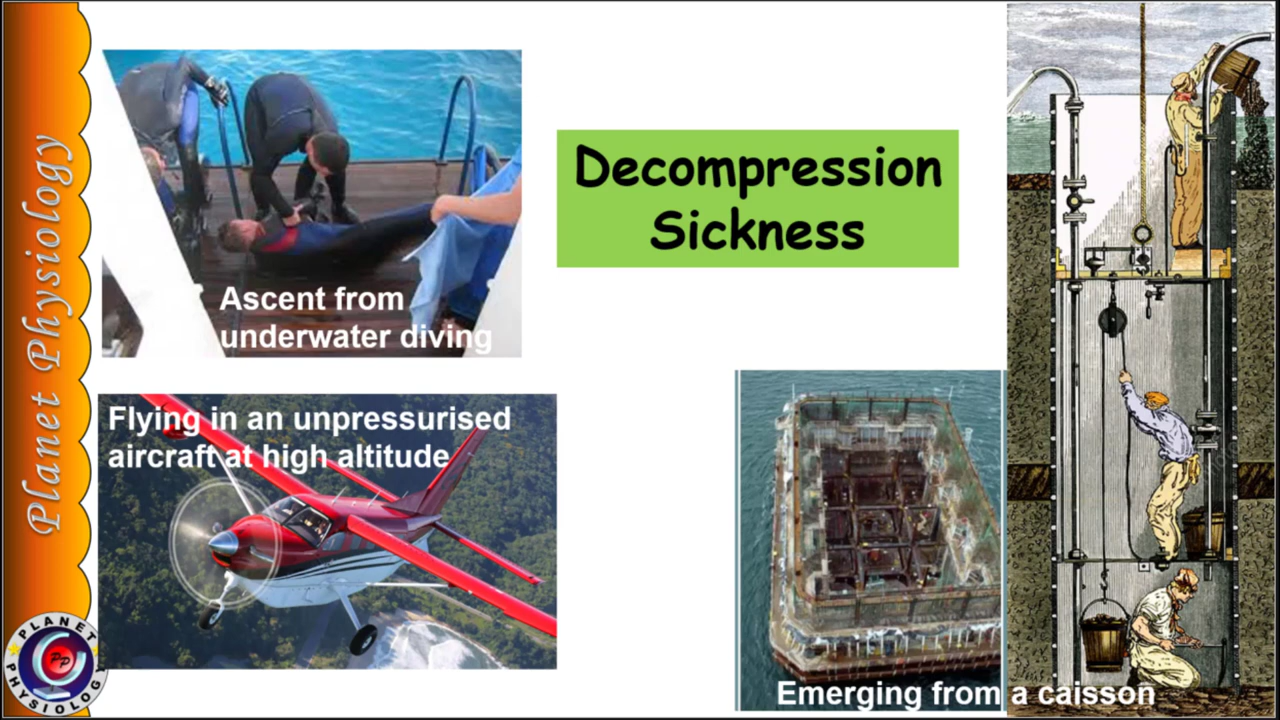 Planet Physiology
Decompression
Sickness
Ascent from
underwater diving
Flying in an unpressurised
aircraft at high altitude
Emerging from a caisson
PLANET
PHYSIOLOGY
PP